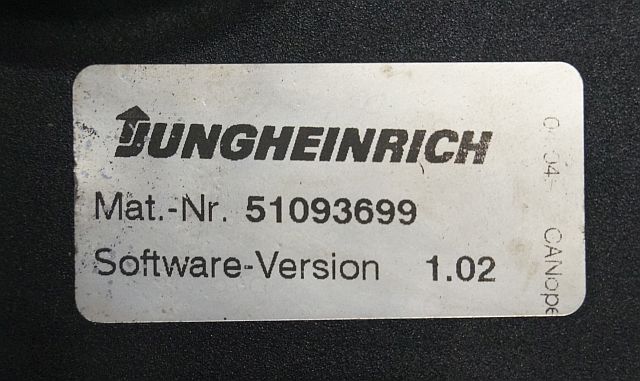 JUNGHEINRICH
Mat.-Nr. 51093699
Software-Version 1.02
CANope